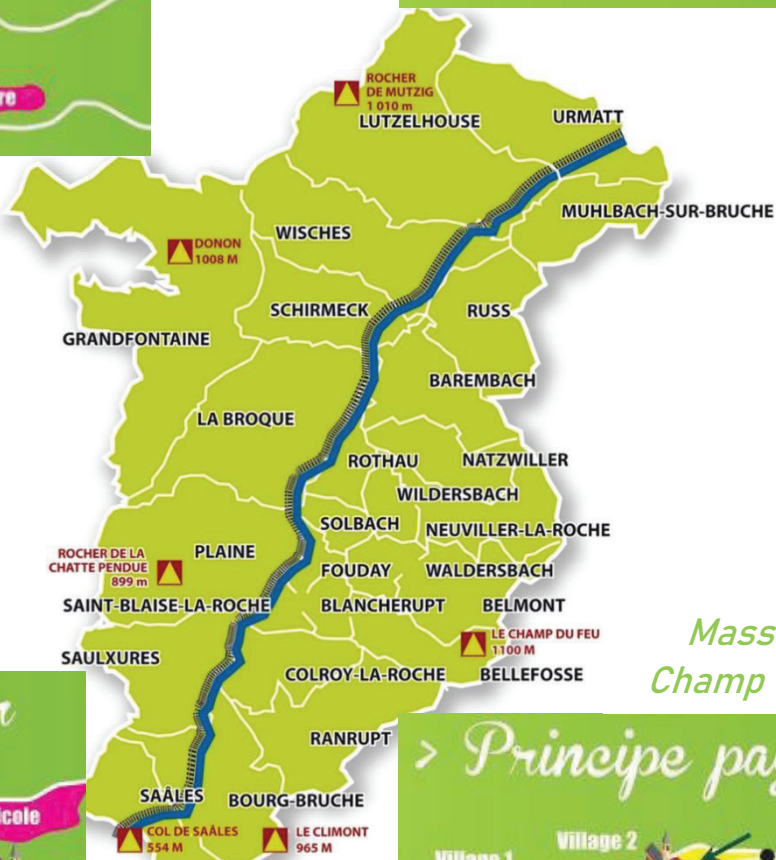 ROCHER
DE MUTZIG
1 010 m
LUTZELHOUSE
URMATT
MUHLBACH-SUR-BRUCHE
WISCHES
DONON
1008 M
SCHIRMECK
RUSS
GRANDFONTAINE
BAREMBACH
LA BROQUE
ROTHAU
NATZWILLER
WILDERSBACH
SOLBACH
NEUVILLER-LA-ROCHE
PLAINE
ROCHER DE LA
CHATTE PENDUE
899 m
FOUDAY
WALDERSBACH
SAINT-BLAISE-LA-ROCHE
BLANCHERUPT
BELMONT
LE CHAMP DU FEU
1100 M
Mass
Champ
SAULXURES
COLROY-LA-ROCHE
BELLEFOSSE
RANRUPT
> Principe pa
SAÂLES
BOURG-BRUCHE
cole
COL DE SAÂLES
554 M
LE CLIMONT
965 M
Village 1
Village 2